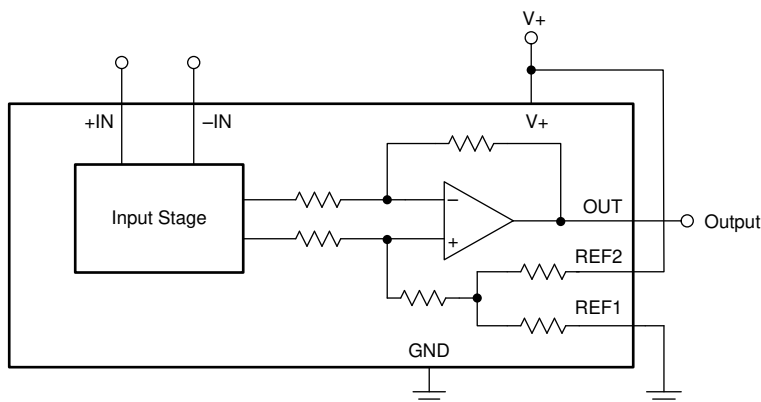 V+
+IN
–IN
V+
Input Stage
–
+
OUT
Output
REF2
REF1
GND